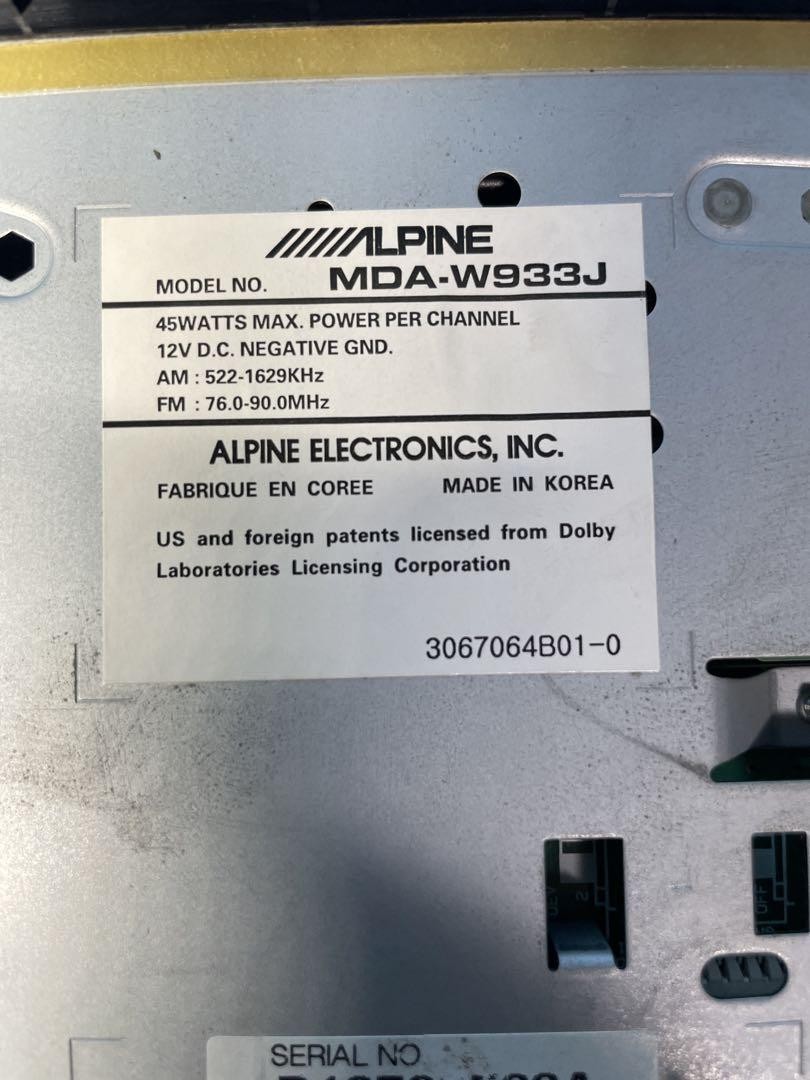 /////ALPINE
MODEL NO. MDA-W933J
45WATTS MAX. POWER PER CHANNEL
12V D.C. NEGATIVE GND.
AM : 522-1629KHz
FM : 76.0-90.0MHz
ALPINE ELECTRONICS, INC.
FABRIQUE EN COREE MADE IN KOREA
US and foreign patents licensed from Dolby
Laboratories Licensing Corporation
3067064B01-0
OFF
2
SERIAL NO